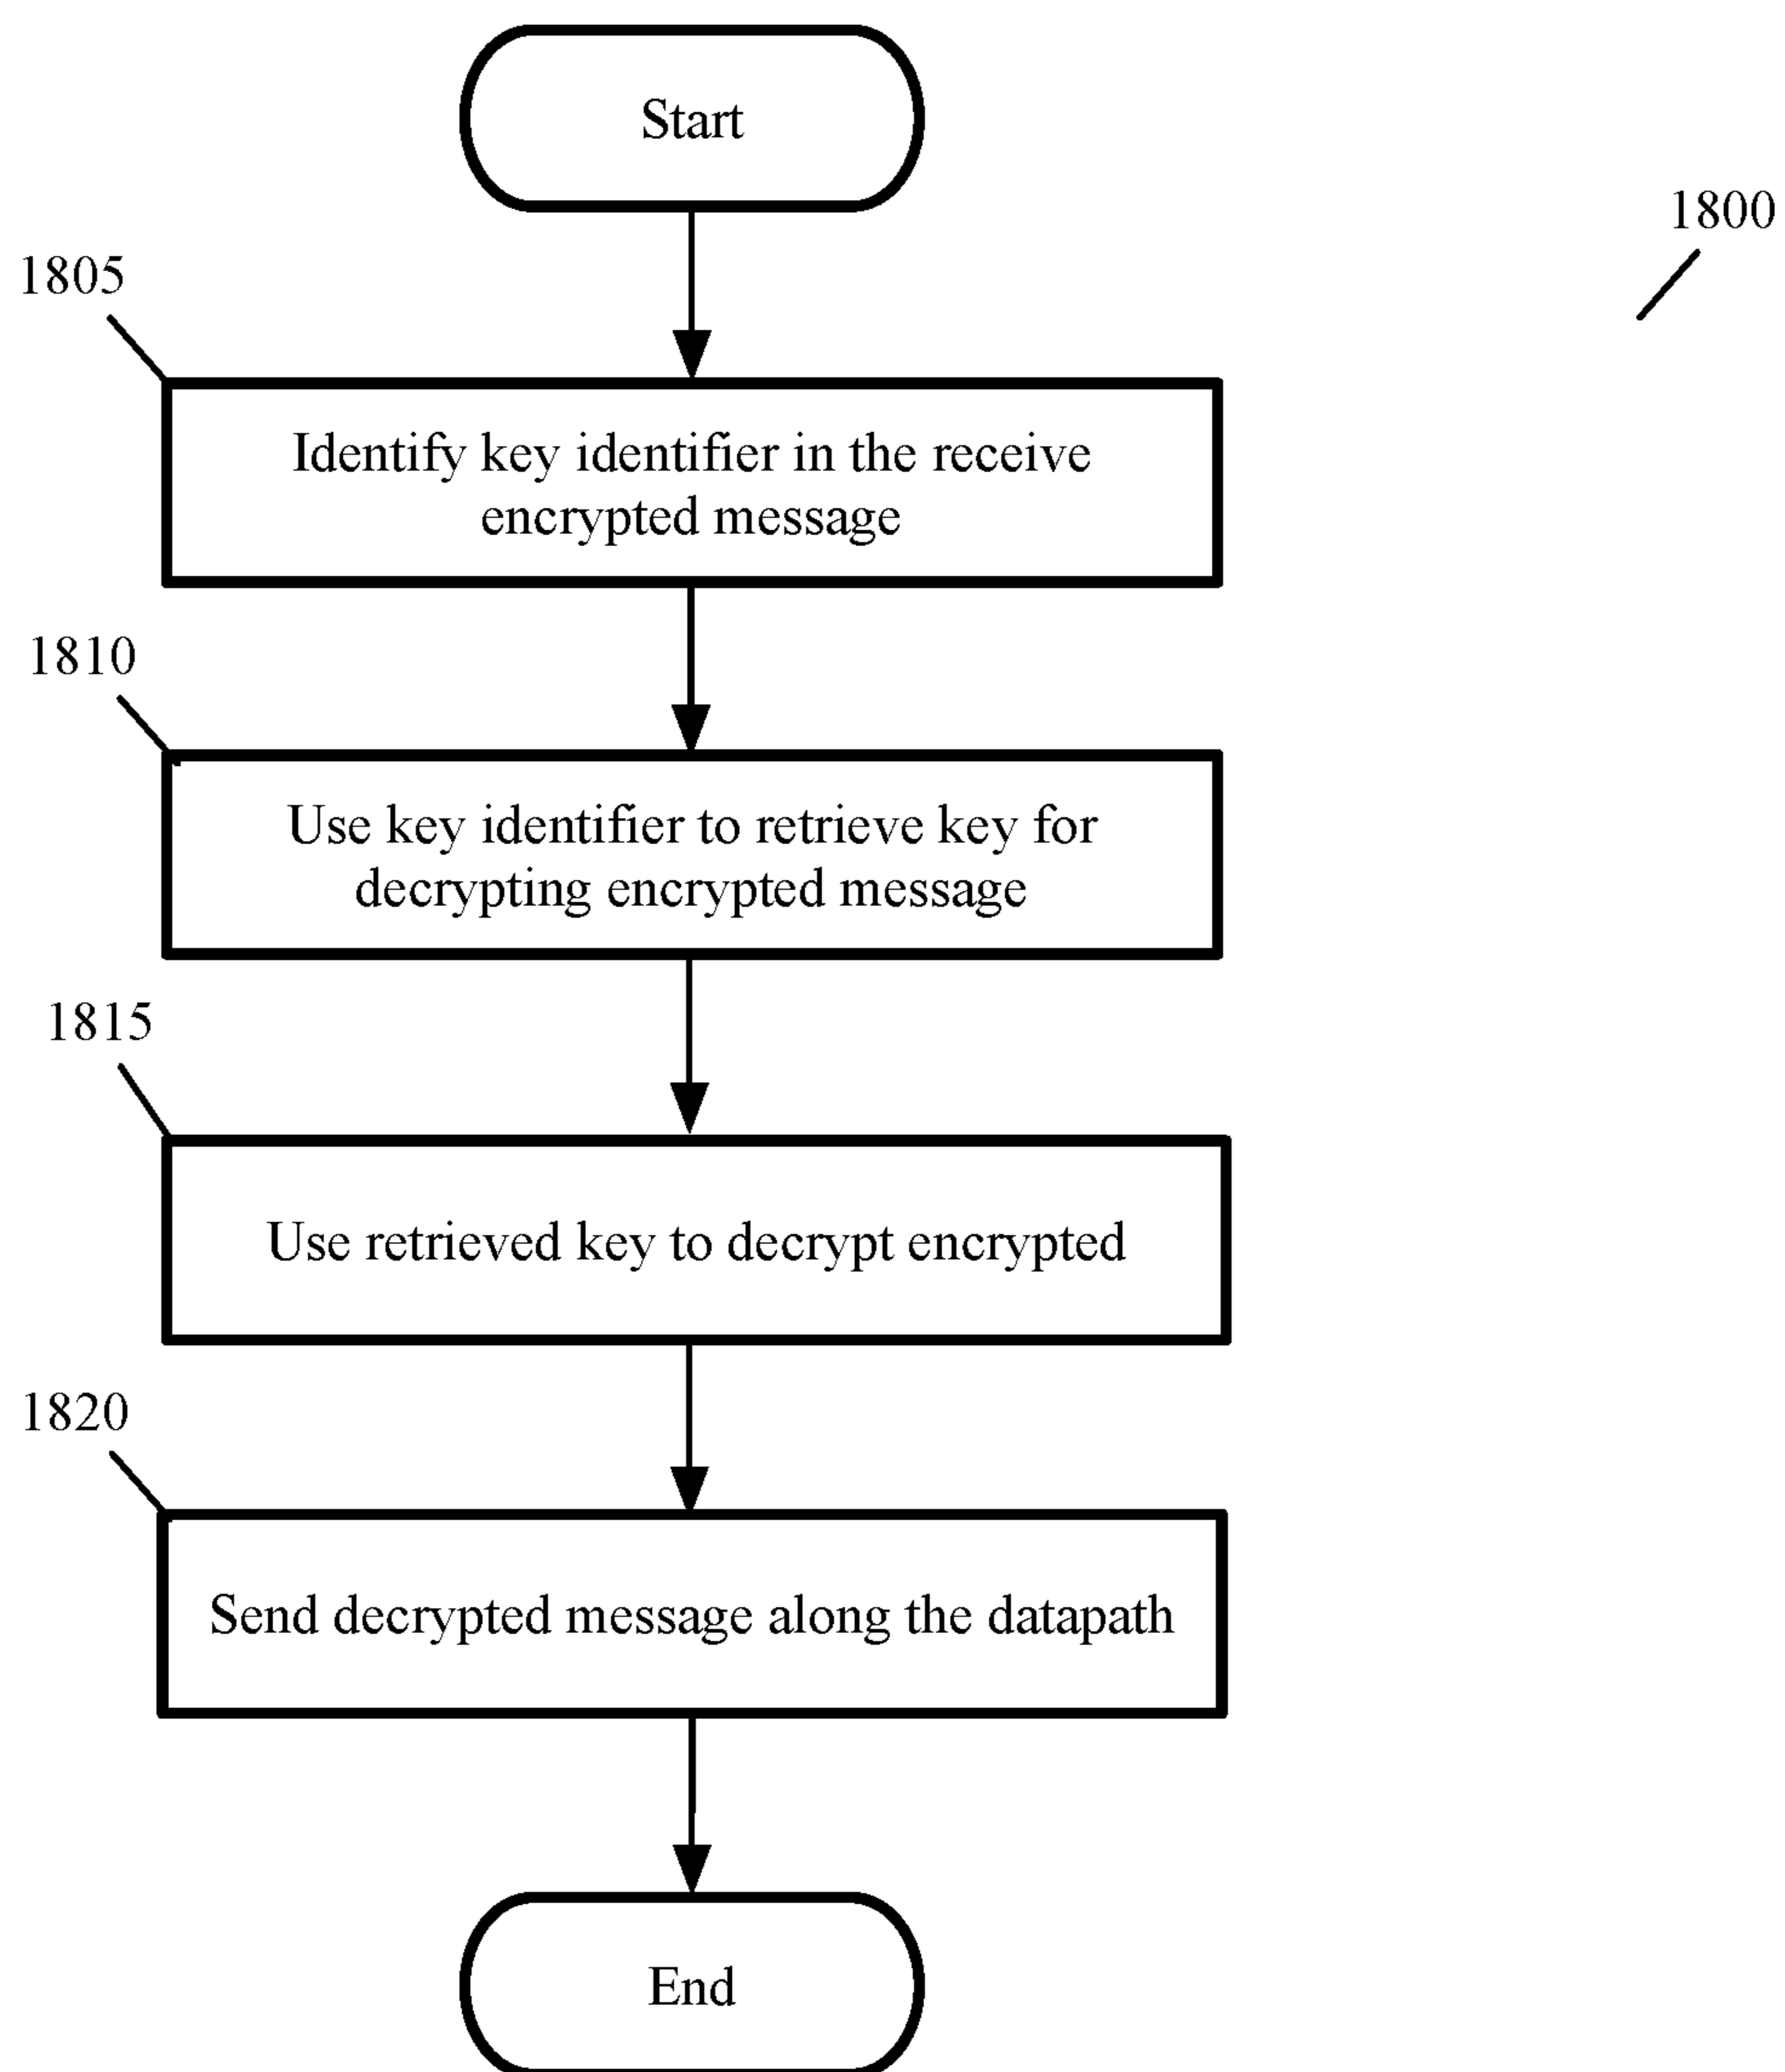 Start
1800
1805
Identify key identifier in the receive
encrypted message
1810
Use key identifier to retrieve key for
decrypting encrypted message
1815
Use retrieved key to decrypt encrypted
1820
Send decrypted message along the datapath
End